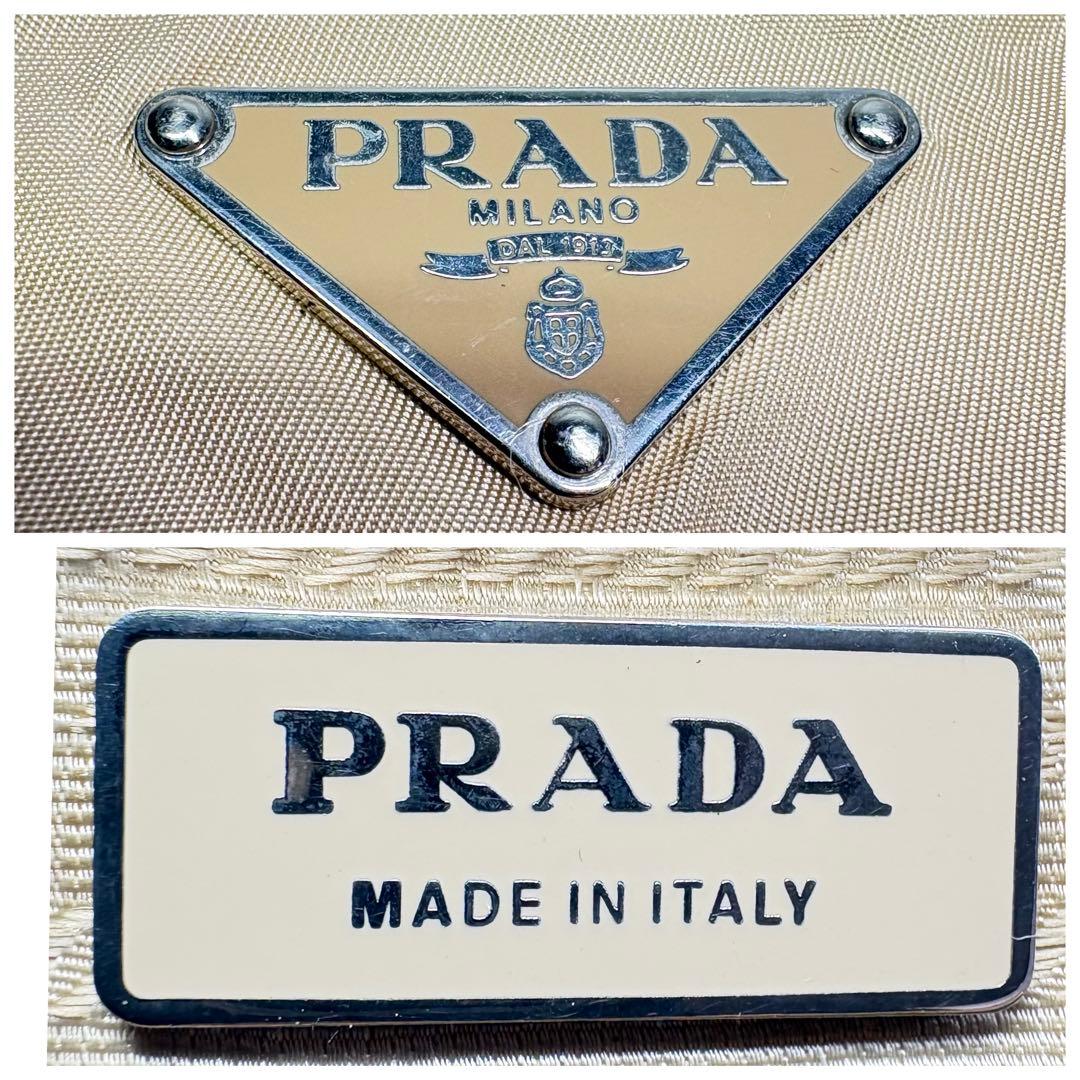 PRADA
MILANO
DAL 1913
PRADA
MADE IN ITALY